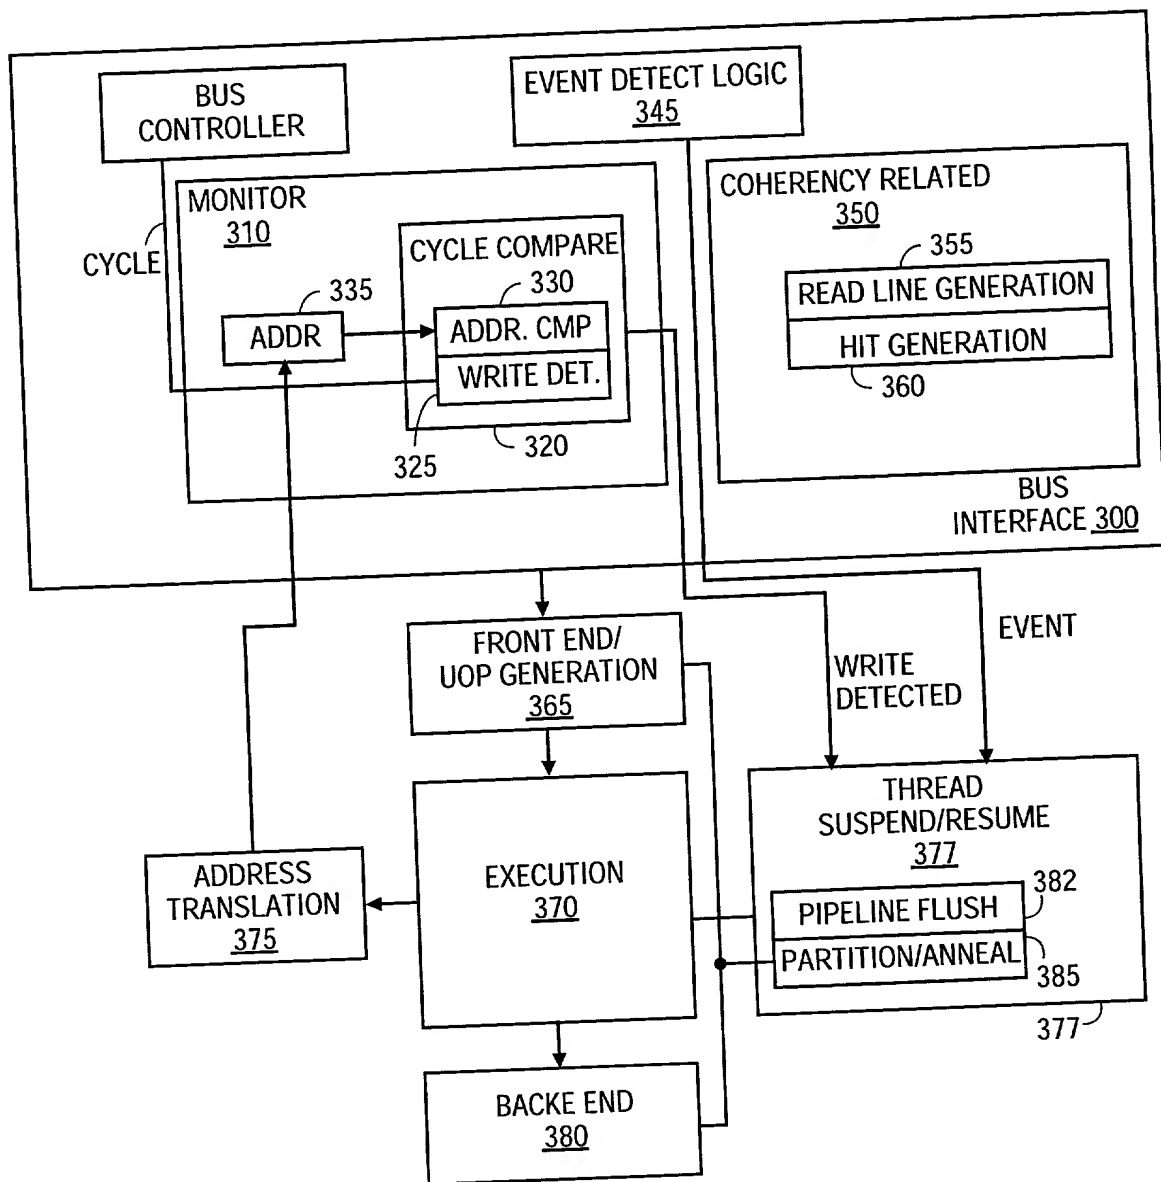 BUS
CONTROLLER
EVENT DETECT LOGIC
345
MONITOR
310
CYCLE
335
ADDR
CYCLE COMPARE
330
ADDR. CMP
WRITE DET.
325
320
COHERENCY RELATED
350
355
READ LINE GENERATION
HIT GENERATION
360
BUS
INTERFACE 300
FRONT END/
UOP GENERATION
365
WRITE
DETECTED
EVENT
ADDRESS
TRANSLATION
375
EXECUTION
370
THREAD
SUSPEND/RESUME
377
PIPELINE FLUSH
382
PARTITION/ANNEAL
385
377
BACKE END
380